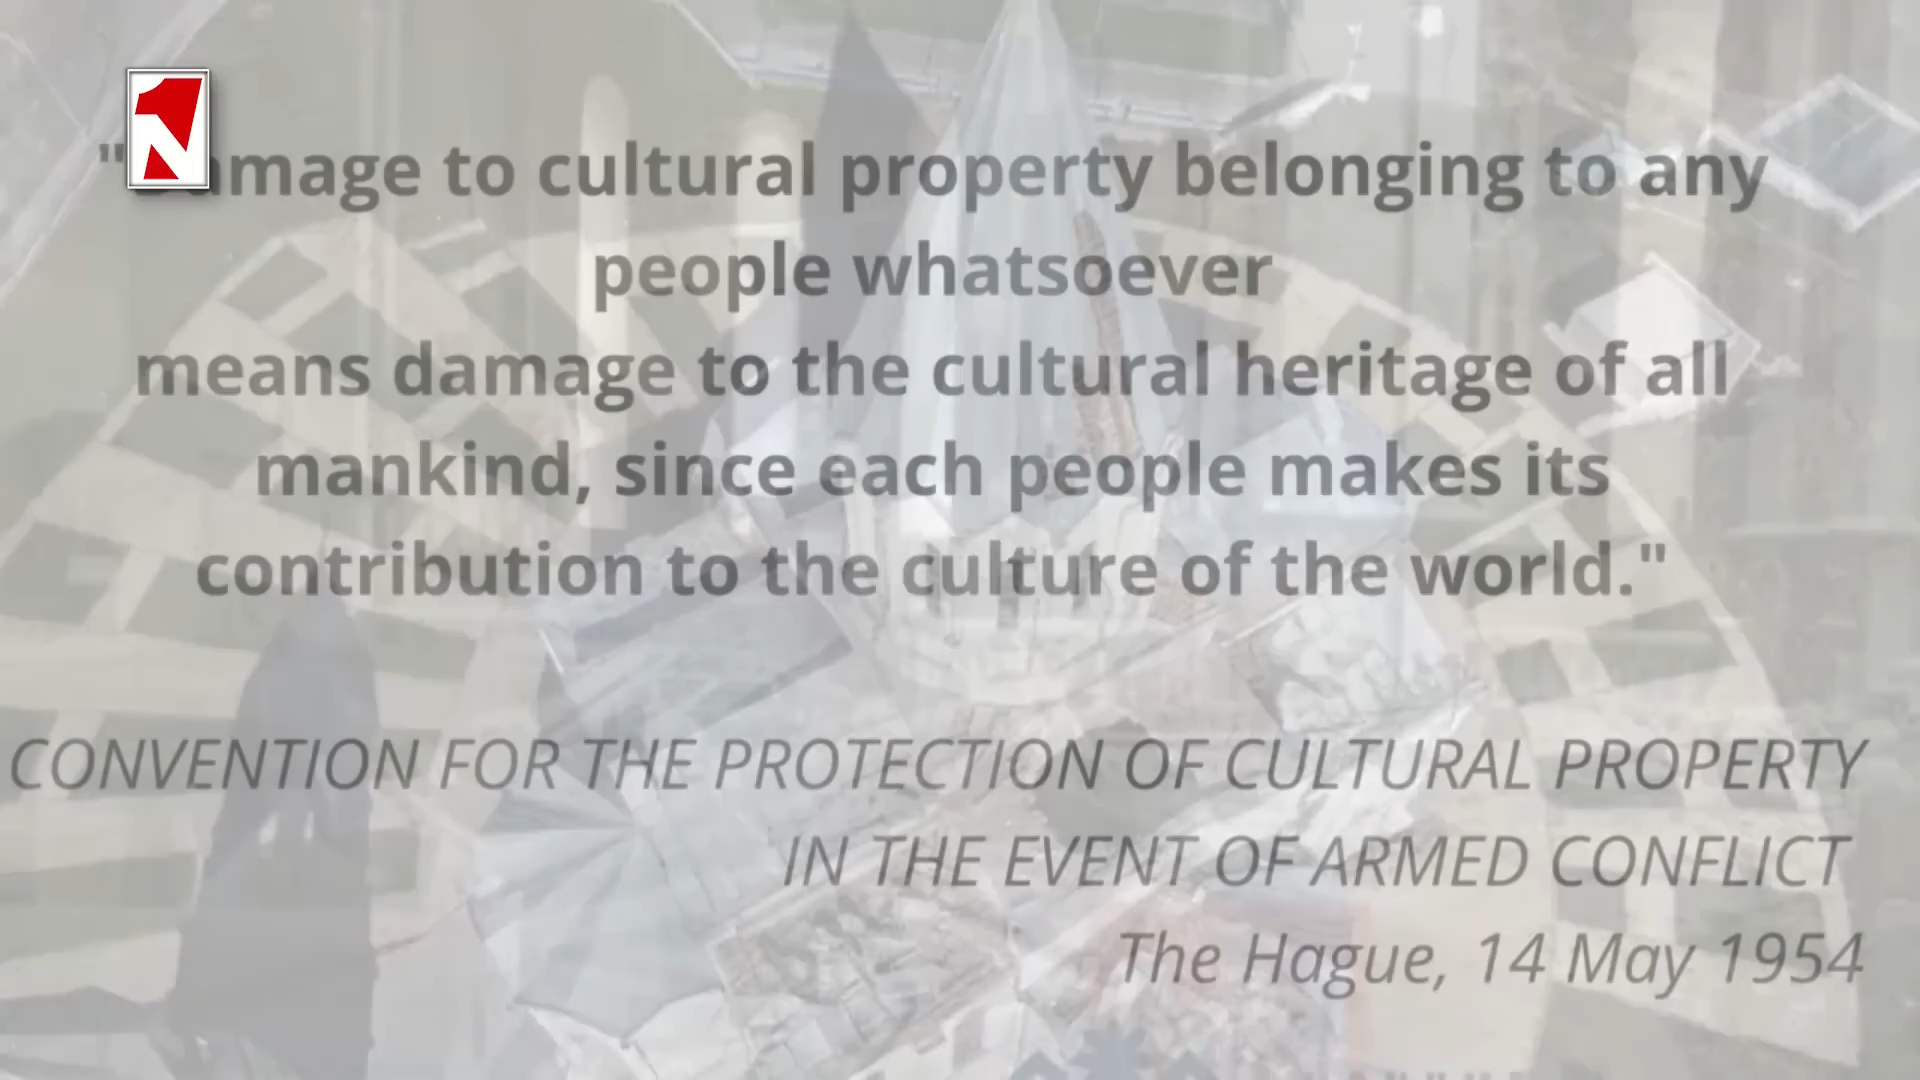 "amage to cultural property belonging to any
people whatsoever
means damage to the cultural heritage of all
mankind, since each people makes its
contribution to the culture of the world."
CONVENTION FOR THE PROTECTION OF CULTURAL PROPERTY
IN THE EVENT OF ARMED CONFLICT
The Hague, 14 May 1954
1N